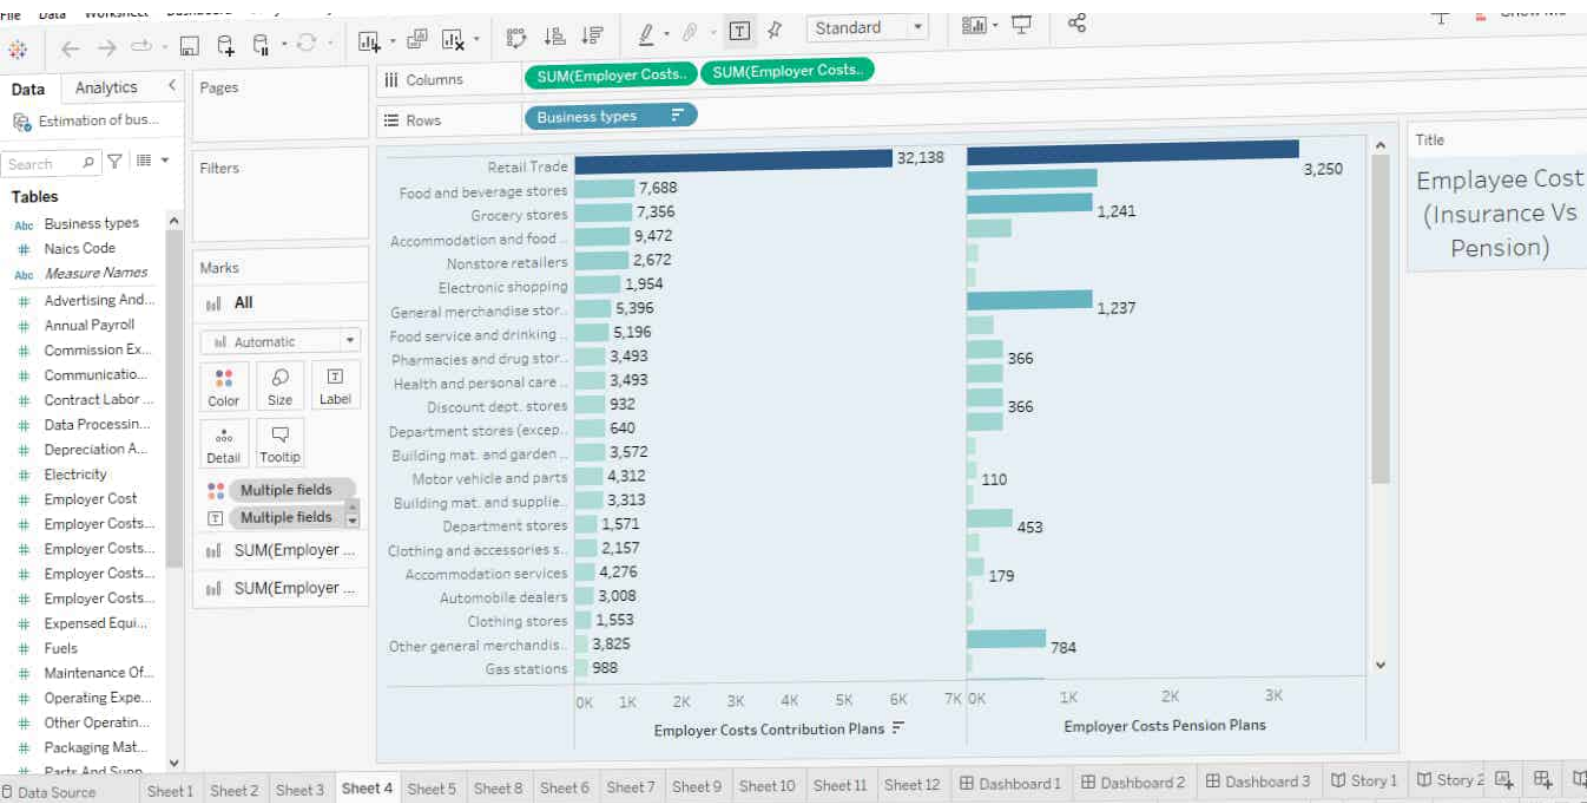 File Data Worksheet
Standard
Show Me
Data Analytics
Estimation of bus...
Search
Tables
Abc Business types
# Naics Code
Abc Measure Names
# Advertising And...
# Annual Payroll
# Commission Ex...
# Communicatio...
# Contract Labor ...
# Data Processin...
# Depreciation A...
# Electricity
# Employer Cost
# Employer Costs...
# Employer Costs...
# Employer Costs...
# Employer Costs...
# Expensed Equi...
# Fuels
# Maintenance Of...
# Operating Expe...
# Other Operatin...
# Packaging Mat...
# Parts And Supp
Pages
Filters
Marks
All
Automatic
Color Size Label
Detail Tooltip
Multiple fields
Multiple fields
SUM(Employer ...
SUM(Employer ...
Columns SUM(Employer Costs.. SUM(Employer Costs..
Rows Business types
Retail Trade 32,138 3,250
Food and beverage stores 7,688
Grocery stores 7,356 1,241
Accommodation and food .. 9,472
Nonstore retailers 2,672
Electronic shopping 1,954
General merchandise stor.. 5,396 1,237
Food service and drinking .. 5,196
Pharmacies and drug stor.. 3,493 366
Health and personal care .. 3,493
Discount dept. stores 932 366
Department stores (excep.. 640
Building mat. and garden .. 3,572
Motor vehicle and parts 4,312 110
Building mat. and supplie.. 3,313
Department stores 1,571 453
Clothing and accessories s.. 2,157
Accommodation services 4,276 179
Automobile dealers 3,008
Clothing stores 1,553
Other general merchandis.. 3,825 784
Gas stations 988
0K 1K 2K 3K 4K 5K 6K 7K 0K 1K 2K 3K
Employer Costs Contribution Plans Employer Costs Pension Plans
Title
Emplayee Cost
(Insurance Vs
Pension)
Data Source Sheet 1 Sheet 2 Sheet 3 Sheet 4 Sheet 5 Sheet 8 Sheet 6 Sheet 7 Sheet 9 Sheet 10 Sheet 11 Sheet 12 Dashboard 1 Dashboard 2 Dashboard 3 Story 1 Story 2